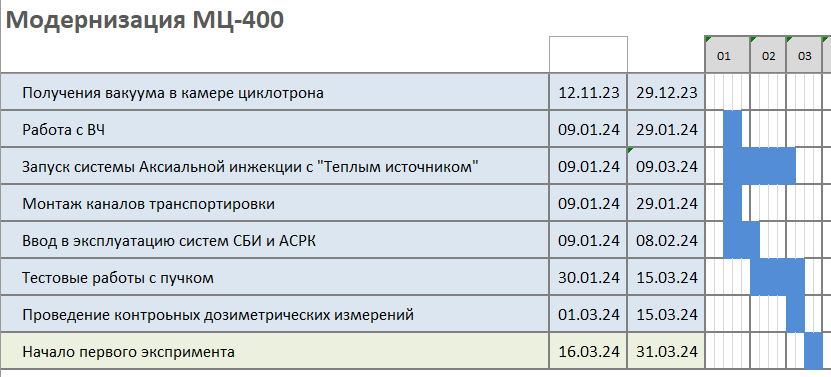 Модернизация МЦ-400
01 02 03
Получения вакуума в камере циклотрона 12.11.23 29.12.23
Работа с ВЧ 09.01.24 29.01.24
Запуск системы Аксиальной инжекции с "Теплым источником" 09.01.24 09.03.24
Монтаж каналов транспортировки 09.01.24 29.01.24
Ввод в эксплуатацию систем СБИ и АСРК 09.01.24 08.02.24
Тестовые работы с пучком 30.01.24 15.03.24
Проведение контроьных дозиметрических измерений 01.03.24 15.03.24
Начало первого экспримента 16.03.24 31.03.24